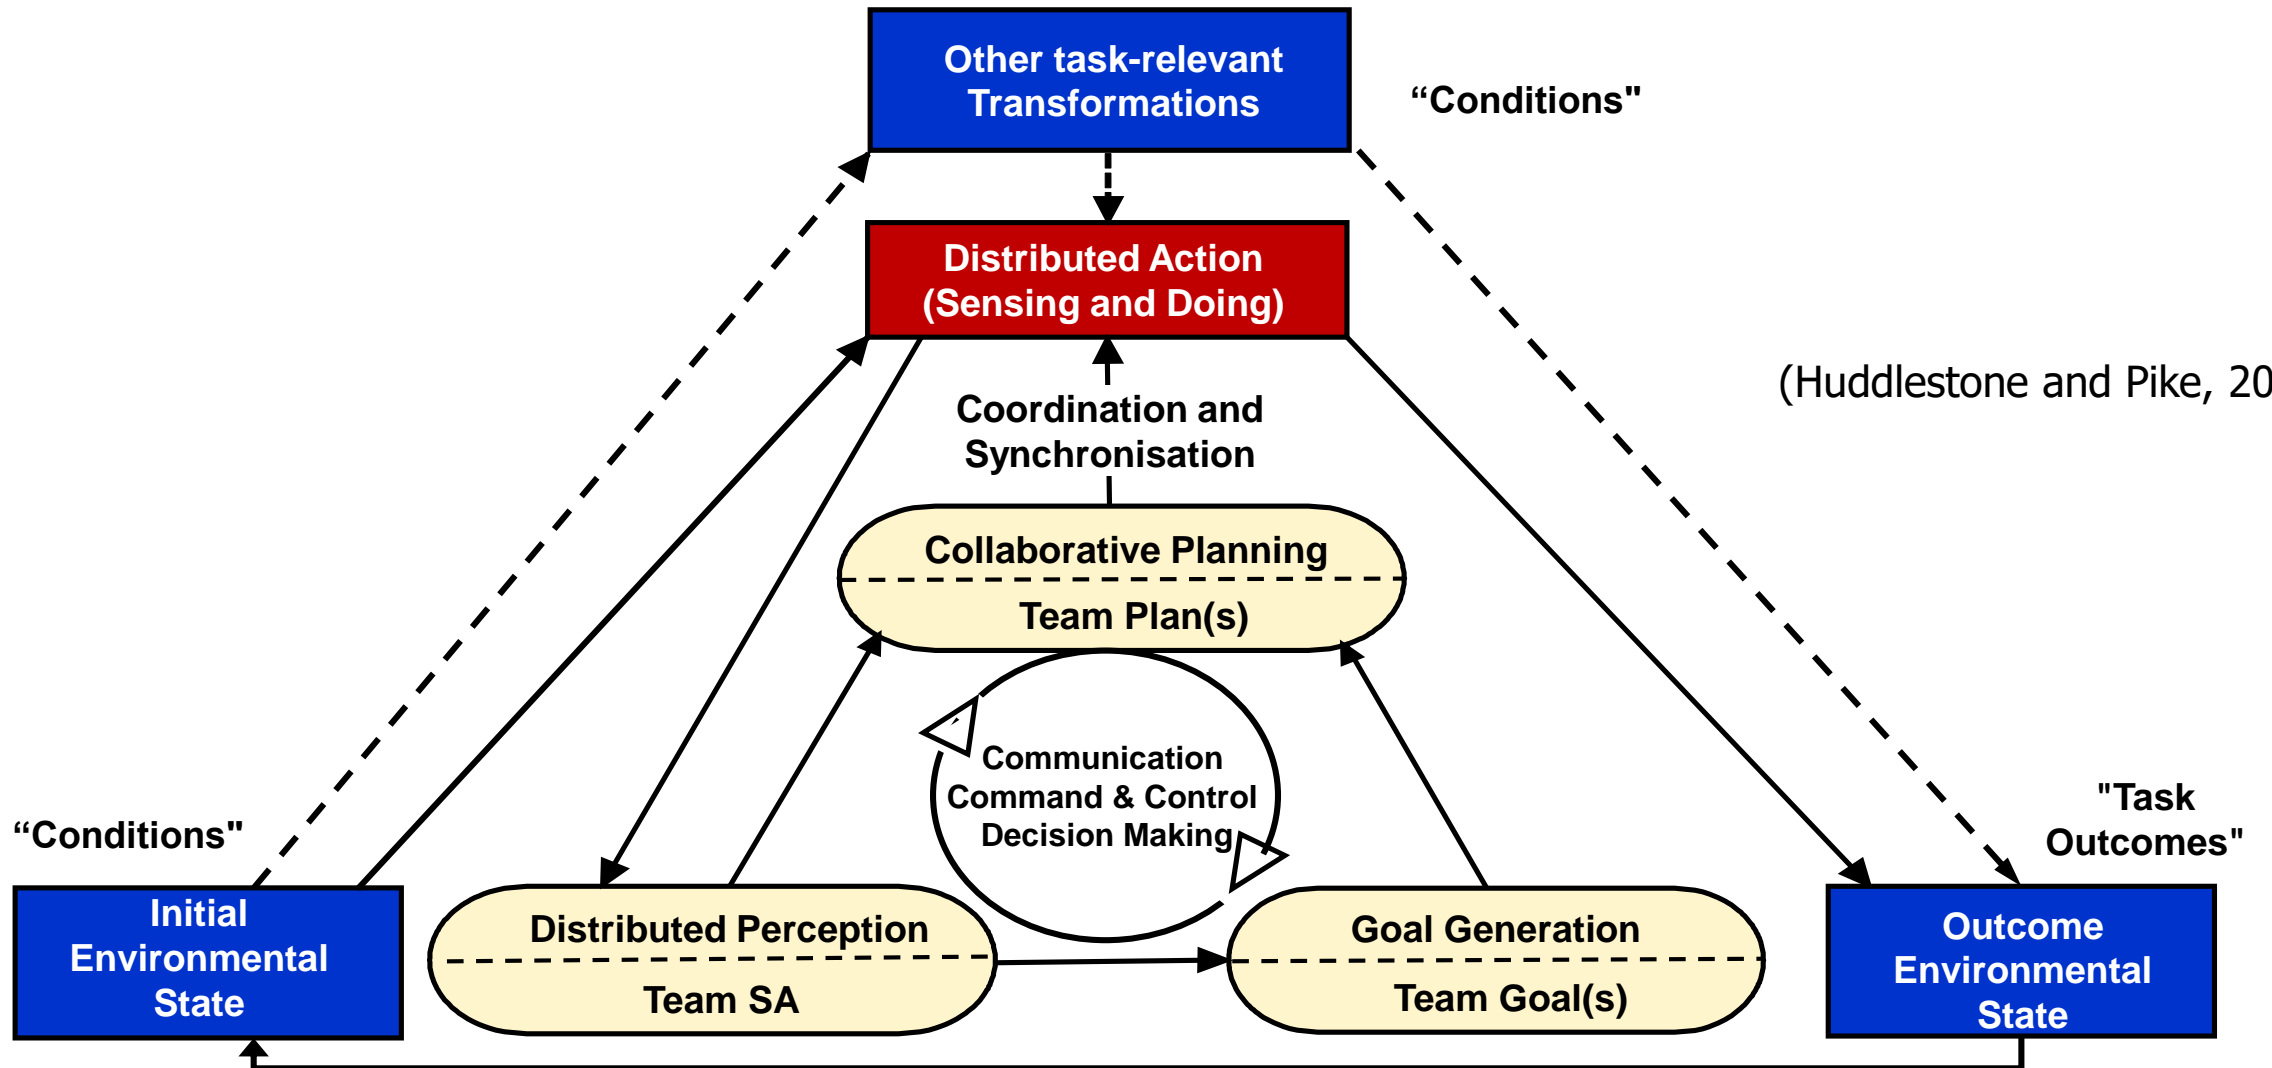 Other task-relevant
Transformations
“Conditions"
Distributed Action
(Sensing and Doing)
(Huddlestone and Pike, 20
Coordination and
Synchronisation
Collaborative Planning
Team Plan(s)
Communication
Command & Control
Decision Making
“Conditions"
"Task
Outcomes"
Initial
Environmental
State
Distributed Perception
Team SA
Goal Generation
Team Goal(s)
Outcome
Environmental
State